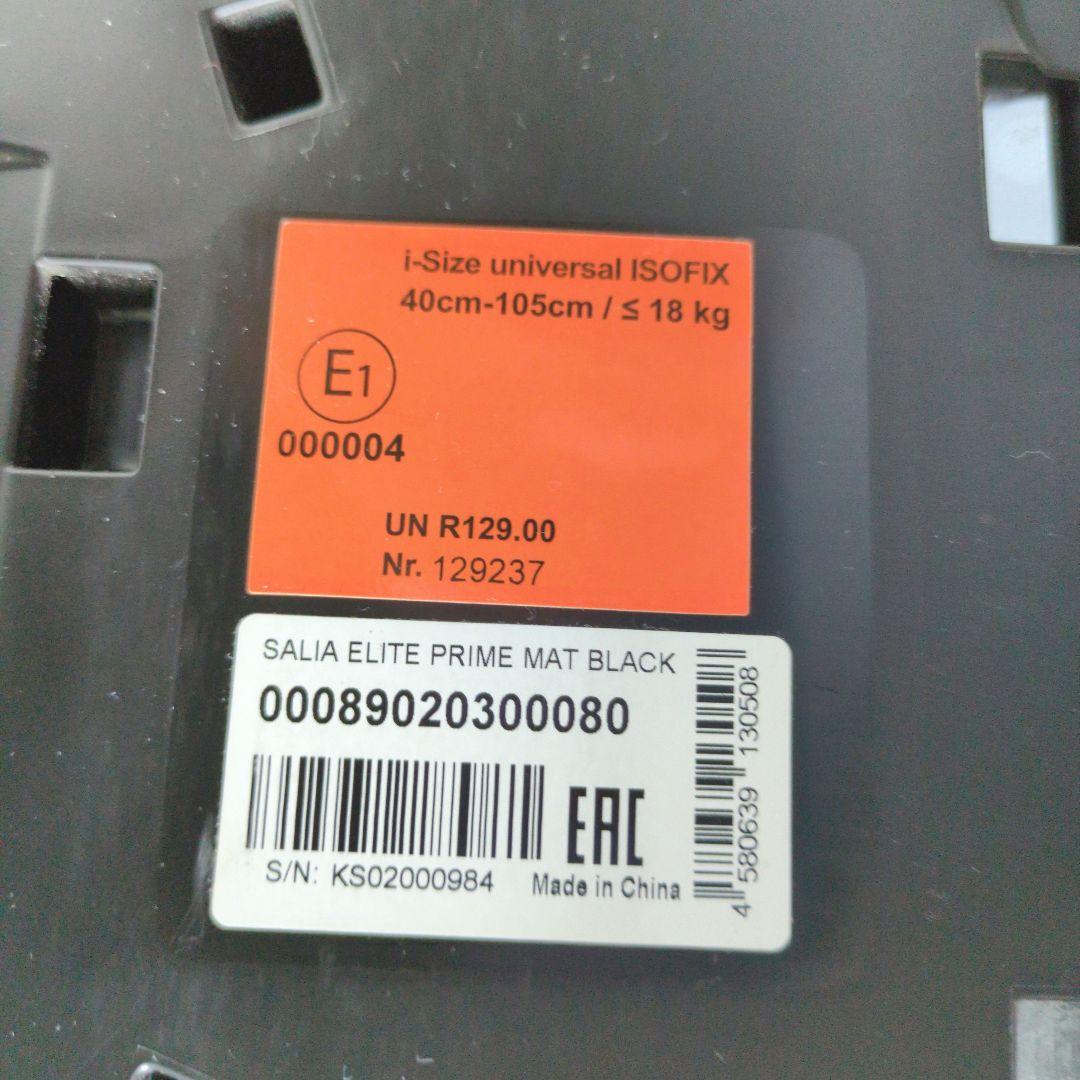 i-Size universal ISOFIX
40cm-105cm / ≤ 18 kg
E1
000004
UN R129.00
Nr. 129237
SALIA ELITE PRIME MAT BLACK
00089020300080
EAC
S/N: KS02000984
Made in China
4 580639 130508